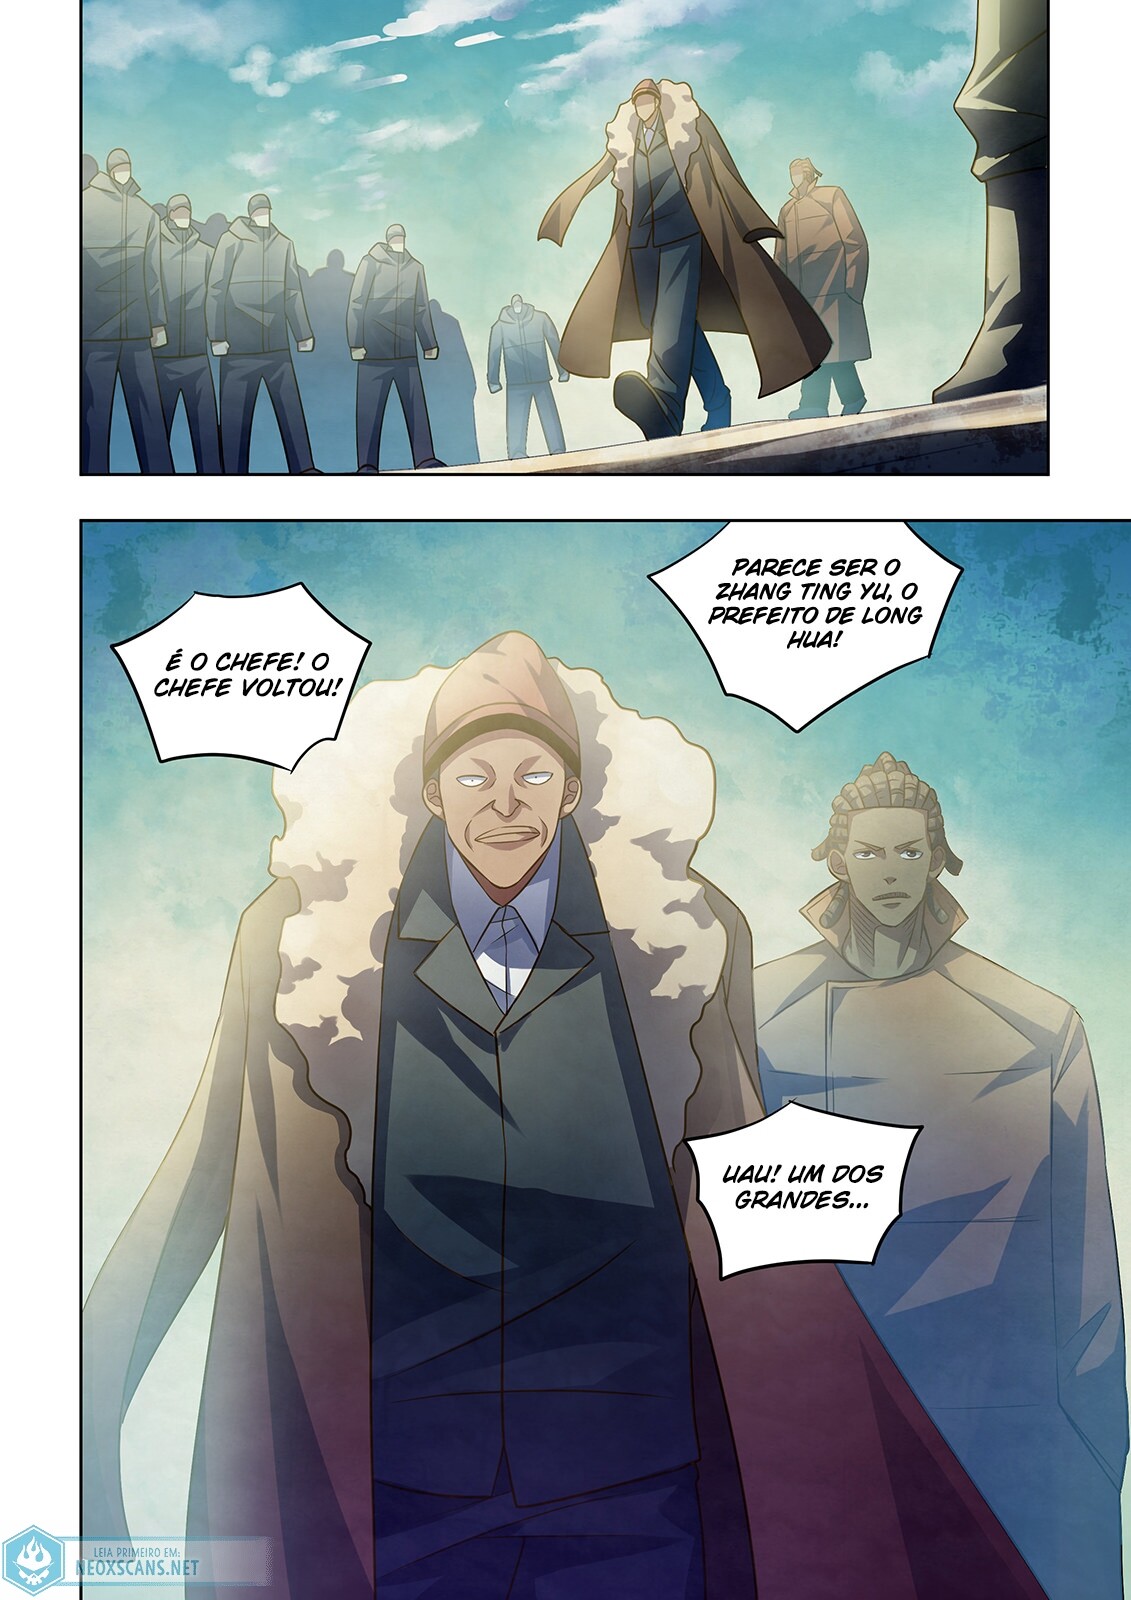 PARECE SER O
ZHANG TING YU, O
PREFEITO DE LONG
HUA!
É O CHEFE! O
CHEFE VOLTOU!
UAU! UM DOS
GRANDES...
LEIA PRIMEIRO EM:
NEOXSCANS.NET